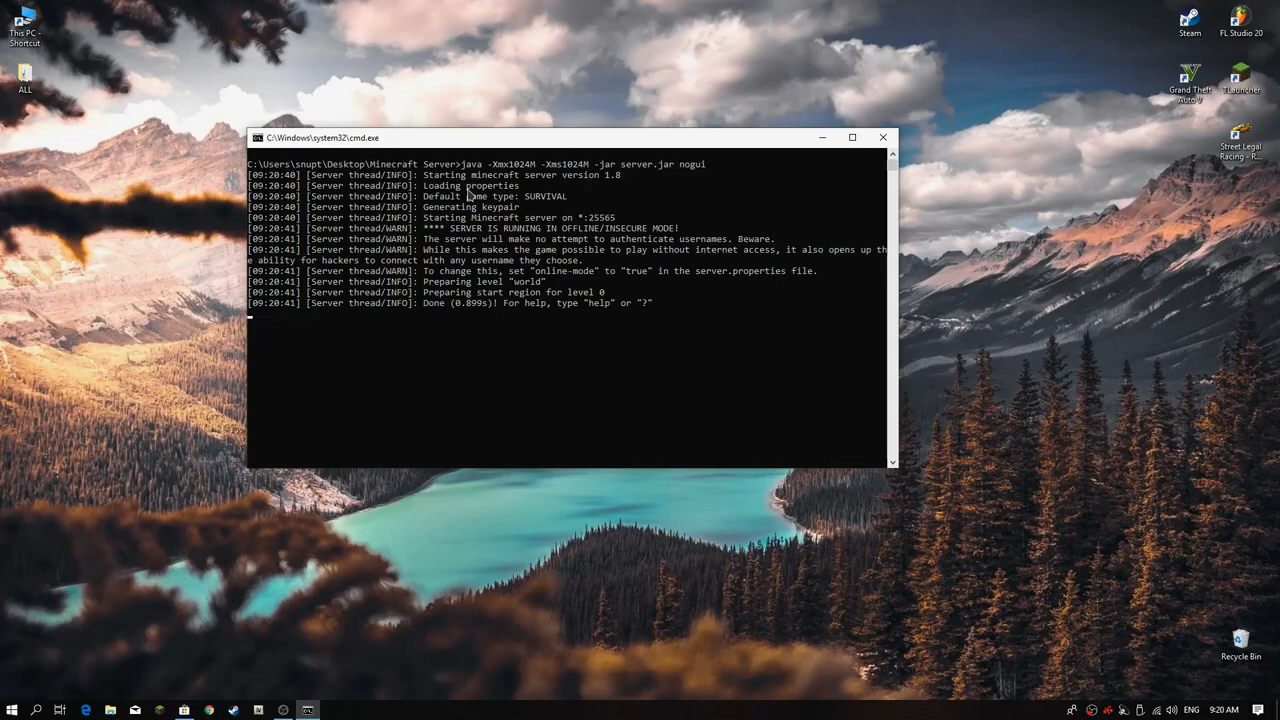 This PC -
Shortcut
ALL
Steam
FL Studio 20
Grand Theft
Auto V
TLauncher
Street Legal
Racing - R...
C:\Windows\system32\cmd.exe
C:\Users\snupt\Desktop\Minecraft Server>java -Xmx1024M -Xms1024M -jar server.jar nogui
[09:20:40] [Server thread/INFO]: Starting minecraft server version 1.8
[09:20:40] [Server thread/INFO]: Loading properties
[09:20:40] [Server thread/INFO]: Default game type: SURVIVAL
[09:20:40] [Server thread/INFO]: Generating keypair
[09:20:40] [Server thread/INFO]: Starting Minecraft server on *:25565
[09:20:41] [Server thread/WARN]: **** SERVER IS RUNNING IN OFFLINE/INSECURE MODE!
[09:20:41] [Server thread/WARN]: The server will make no attempt to authenticate usernames. Beware.
[09:20:41] [Server thread/WARN]: While this makes the game possible to play without internet access, it also opens up th
e ability for hackers to connect with any username they choose.
[09:20:41] [Server thread/WARN]: To change this, set "online-mode" to "true" in the server.properties file.
[09:20:41] [Server thread/INFO]: Preparing level "world"
[09:20:41] [Server thread/INFO]: Preparing start region for level 0
[09:20:41] [Server thread/INFO]: Done (0.899s)! For help, type "help" or "?"
Recycle Bin
ENG
9:20 AM